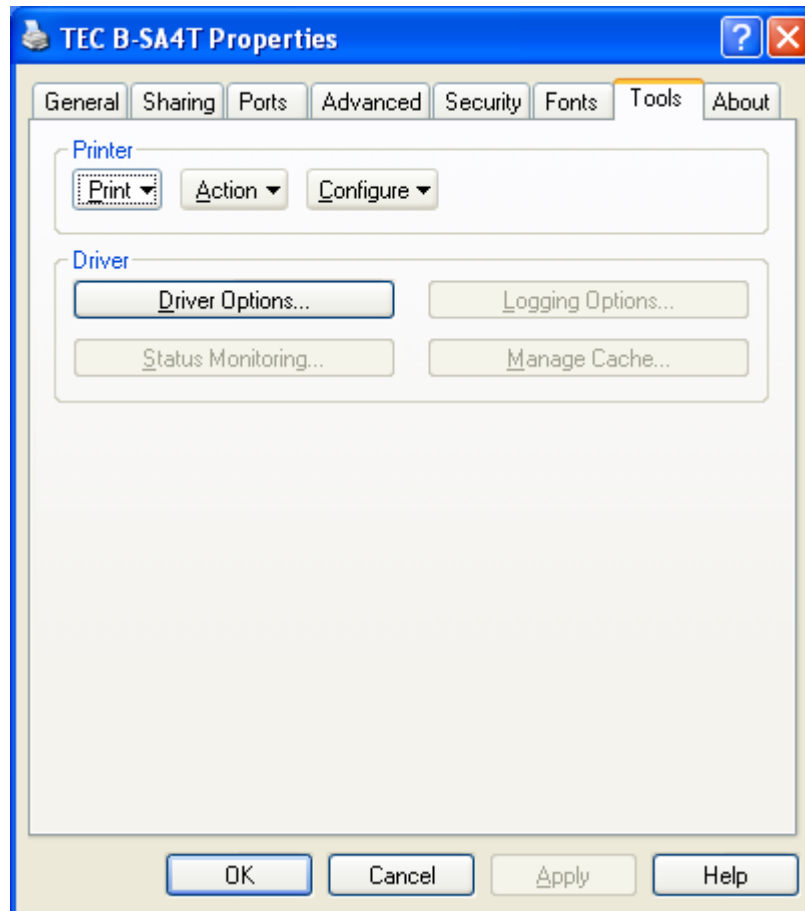 TEC B-SA4T Properties
General Sharing Ports Advanced Security Fonts Tools About
Printer
Print Action Configure
Driver
Driver Options... Logging Options...
Status Monitoring... Manage Cache...
OK Cancel Apply Help